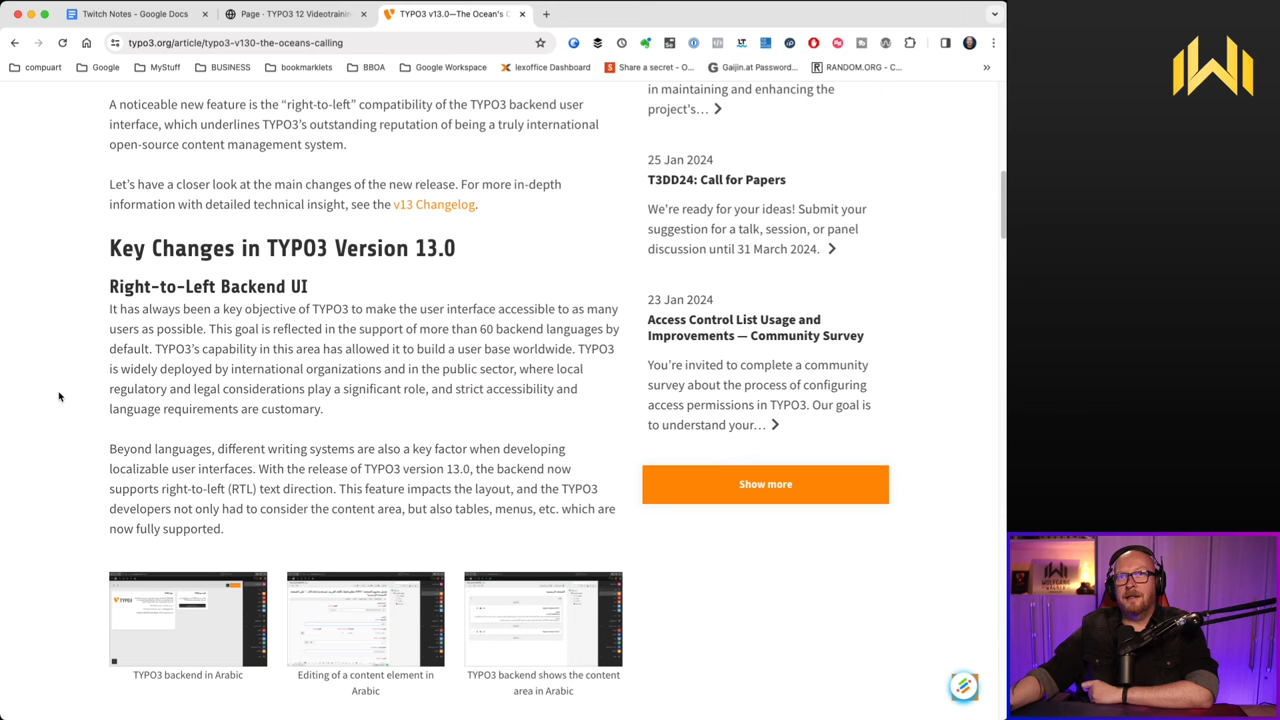 Twitch Notes - Google Docs
Page · TYPO3 12 Videotrainin
TYPO3 v13.0—The Ocean's C
typo3.org/article/typo3-v130-the-oceans-calling
compuart
Google
MyStuff
BUSINESS
bookmarklets
BBOA
Google Workspace
lexoffice Dashboard
Share a secret - O...
Gaijin.at Password...
RANDOM.ORG - C...
A noticeable new feature is the “right-to-left” compatibility of the TYPO3 backend user
interface, which underlines TYPO3’s outstanding reputation of being a truly international
open-source content management system.
Let’s have a closer look at the main changes of the new release. For more in-depth
information with detailed technical insight, see the v13 Changelog.
Key Changes in TYPO3 Version 13.0
Right-to-Left Backend UI
It has always been a key objective of TYPO3 to make the user interface accessible to as many
users as possible. This goal is reflected in the support of more than 60 backend languages by
default. TYPO3’s capability in this area has allowed it to build a user base worldwide. TYPO3
is widely deployed by international organizations and in the public sector, where local
regulatory and legal considerations play a significant role, and strict accessibility and
language requirements are customary.
Beyond languages, different writing systems are also a key factor when developing
localizable user interfaces. With the release of TYPO3 version 13.0, the backend now
supports right-to-left (RTL) text direction. This feature impacts the layout, and the TYPO3
developers not only had to consider the content area, but also tables, menus, etc. which are
now fully supported.
TYPO3 backend in Arabic
Editing of a content element in
Arabic
TYPO3 backend shows the content
area in Arabic
in maintaining and enhancing the
project’s…
25 Jan 2024
T3DD24: Call for Papers
We're ready for your ideas! Submit your
suggestion for a talk, session, or panel
discussion until 31 March 2024.
23 Jan 2024
Access Control List Usage and
Improvements — Community Survey
You’re invited to complete a community
survey about the process of configuring
access permissions in TYPO3. Our goal is
to understand your…
Show more